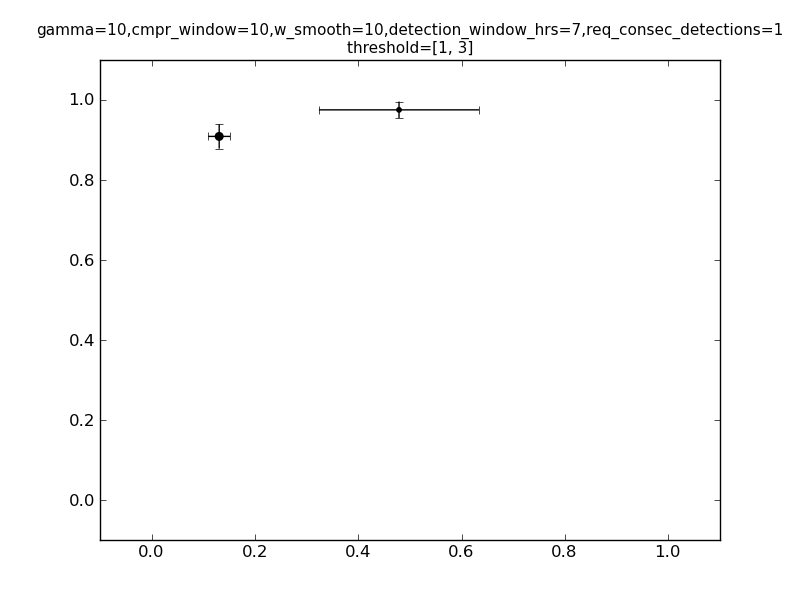 gamma=10,cmpr_window=10,w_smooth=10,detection_window_hrs=7,req_consec_detections=1
threshold=[1, 3]
1.0
0.8
0.6
0.4
0.2
0.0
0.0 0.2 0.4 0.6 0.8 1.0